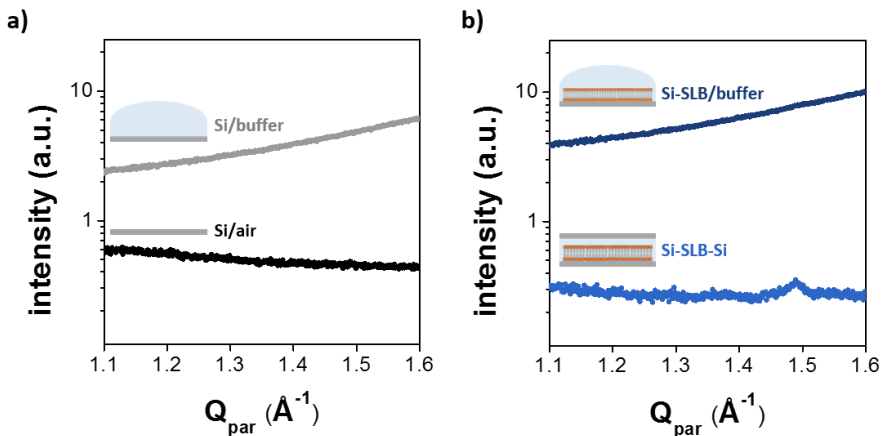 a)
intensity (a.u.)
10
1
Si/buffer
Si/air
1.1 1.2 1.3 1.4 1.5 1.6
Q_par (Å⁻¹)
b)
intensity (a.u.)
10
1
Si-SLB/buffer
Si-SLB-Si
1.1 1.2 1.3 1.4 1.5 1.6
Q_par (Å⁻¹)